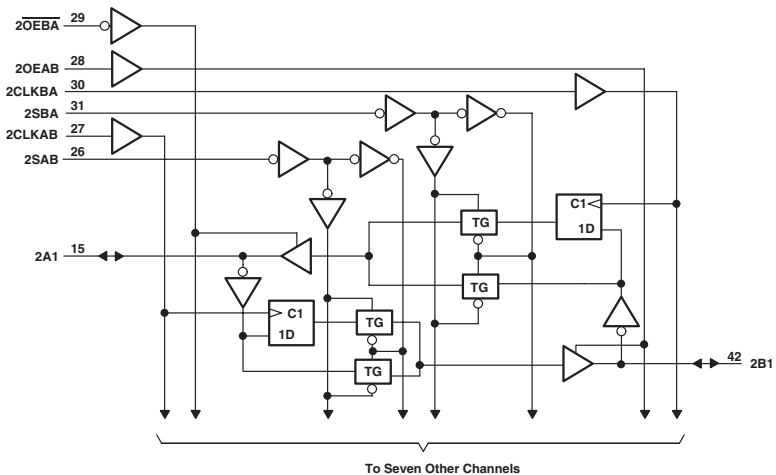 2OEBA 29
2OEAB 28
2CLKBA 30
2SBA 31
2CLKAB 27
2SAB 26
TG
C1
1D
2A1 15
TG
C1
1D
TG
TG
42 2B1
To Seven Other Channels